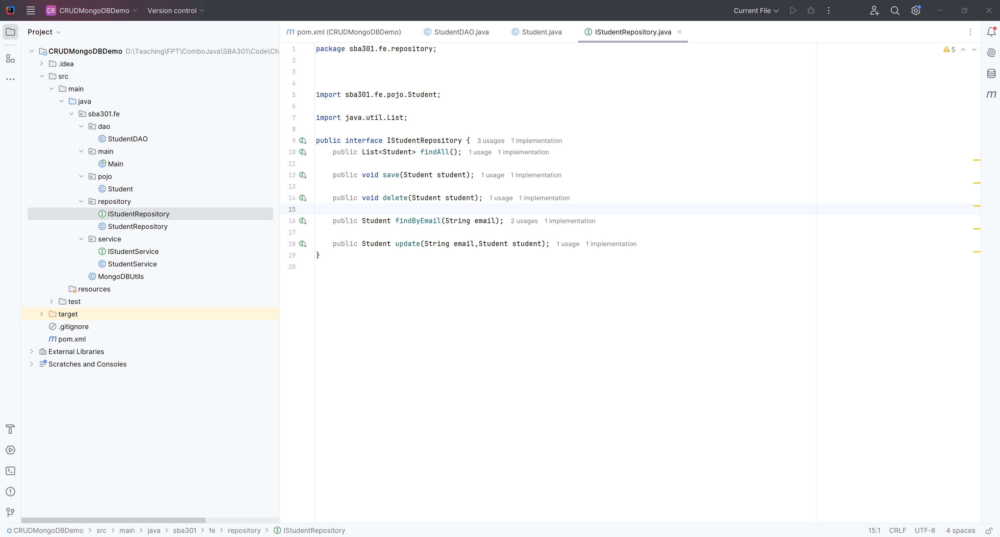 CR CRUDMongoDBDemo Version control Current File
Project
CRUDMongoDBDemo D:\Teaching\FPT\ComboJava\SBA301\Code\Ch
.idea
src
main
java
sba301.fe
dao
StudentDAO
main
Main
pojo
Student
repository
IStudentRepository
StudentRepository
service
IStudentService
StudentService
MongoDBUtils
resources
test
target
.gitignore
pom.xml
External Libraries
Scratches and Consoles
pom.xml (CRUDMongoDBDemo) StudentDAO.java Student.java IStudentRepository.java
5
1 package sba301.fe.repository;
2
3
4
5 import sba301.fe.pojo.Student;
6
7 import java.util.List;
8
9 public interface IStudentRepository { 3 usages 1 implementation
10 public List<Student> findAll(); 1 usage 1 implementation
11
12 public void save(Student student); 1 usage 1 implementation
13
14 public void delete(Student student); 1 usage 1 implementation
15
16 public Student findByEmail(String email); 2 usages 1 implementation
17
18 public Student update(String email,Student student); 1 usage 1 implementation
19 }
20
CRUDMongoDBDemo > src > main > java > sba301 > fe > repository > IStudentRepository
15:1 CRLF UTF-8 4 spaces